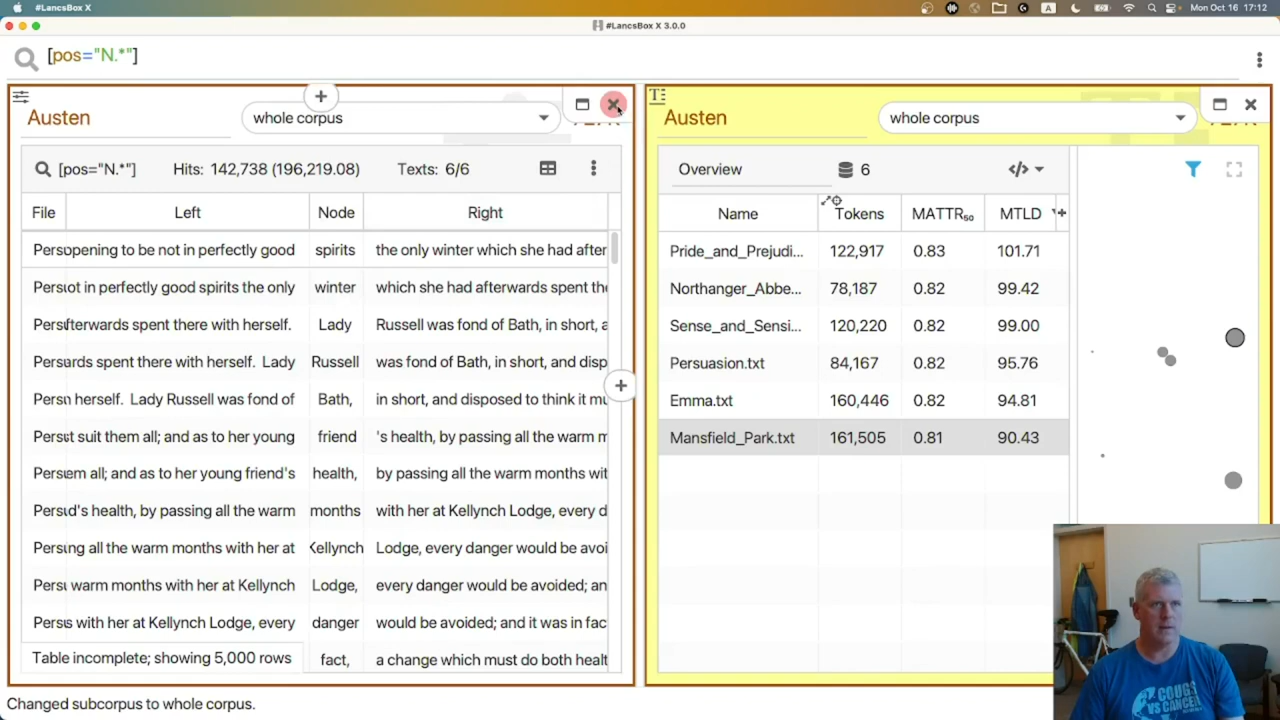 #LancsBox X
A
Mon Oct 16 17:12
#LancsBox X 3.0.0
[pos="N.*"]
Austen
whole corpus
[pos="N.*"] Hits: 142,738 (196,219.08) Texts: 6/6
File Left Node Right
Persopening to be not in perfectly good spirits the only winter which she had after
Persot in perfectly good spirits the only winter which she had afterwards spent the
Persfterwards spent there with herself. Lady Russell was fond of Bath, in short, a
Persards spent there with herself. Lady Russell was fond of Bath, in short, and disp
Persu herself. Lady Russell was fond of Bath, in short, and disposed to think it mu
Persut suit them all; and as to her young friend 's health, by passing all the warm m
Persem all; and as to her young friend's health, by passing all the warm months wit
Persud's health, by passing all the warm months with her at Kellynch Lodge, every d
Persung all the warm months with her at Kellynch Lodge, every danger would be avoi
Persu warm months with her at Kellynch Lodge, every danger would be avoided; an
Persus with her at Kellynch Lodge, every danger would be avoided; and it was in fac
Table incomplete; showing 5,000 rows fact, a change which must do both healt
Austen
whole corpus
Overview 6
Name Tokens MATTR50 MTLD
Pride_and_Prejudi... 122,917 0.83 101.71
Northanger_Abbe... 78,187 0.82 99.42
Sense_and_Sensi... 120,220 0.82 99.00
Persuasion.txt 84,167 0.82 95.76
Emma.txt 160,446 0.82 94.81
Mansfield_Park.txt 161,505 0.81 90.43
Changed subcorpus to whole corpus.
COUGS
VS CANCER